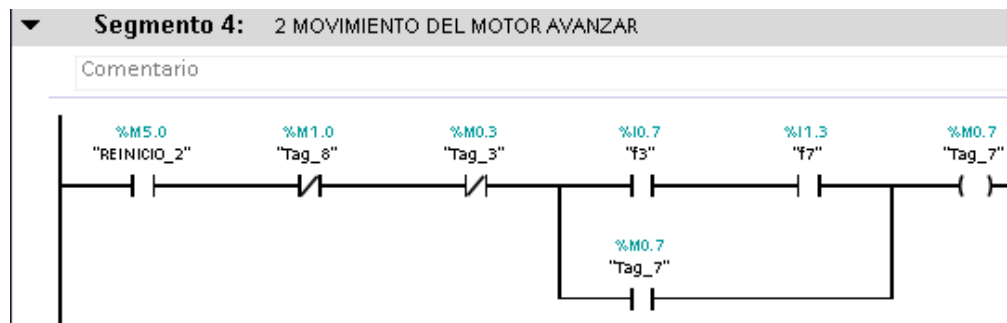 Segmento 4: 2 MOVIMIENTO DEL MOTOR AVANZAR
Comentario
%M5.0 %M1.0 %M0.3 %I0.7 %I1.3 %M0.7
"REINICIO_2" "Tag_8" "Tag_3" "f3" "f7" "Tag_7"
%M0.7
"Tag_7"